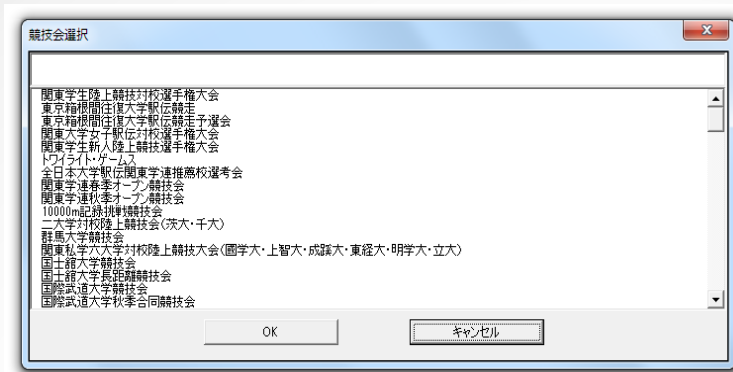 競技会選択
関東学生陸上競技対校選手権大会
東京箱根間往復大学駅伝競走
東京箱根間往復大学駅伝競走予選会
関東大学女子駅伝対校選手権大会
関東学生新人陸上競技選手権大会
トワイライト・ゲームス
全日本大学駅伝関東学連推薦校選考会
関東学連春季オープン競技会
関東学連秋季オープン競技会
10000m記録挑戦競技会
二大学対校陸上競技会(茨大・千大)
群馬大学競技会
関東私学六大学対校陸上競技大会(國学大・上智大・成蹊大・東経大・明学大・立大)
国士舘大学競技会
国士舘大学長距離競技会
国際武道大学競技会
国際武道大学秋季合同競技会
OK
キャンセル